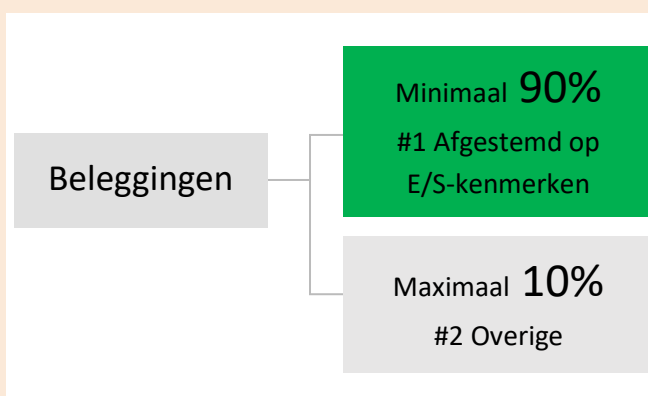 Beleggingen
Minimaal 90%
#1 Afgestemd op
E/S-kenmerken
Maximaal 10%
#2 Overige